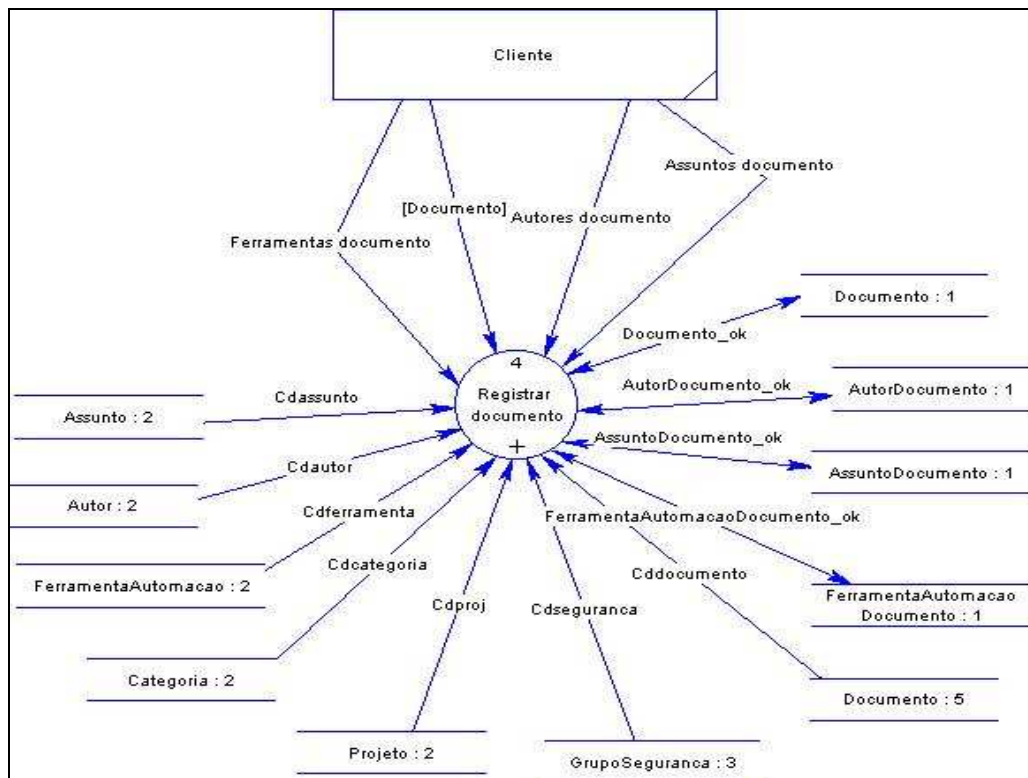 Cliente
Assuntos documento
[Documento]
Autores documento
Ferramentas documento
Documento : 1
Documento_ok
4
Registrar
documento
+
AutorDocumento_ok
AutorDocumento : 1
Cdassunto
Assunto : 2
AssuntoDocumento_ok
AssuntoDocumento : 1
Cdautor
Autor : 2
Cdferramenta
FerramentaAutomacaoDocumento_ok
Cdcategoria
Cddocumento
FerramentaAutomacao : 2
FerramentaAutomacao
Documento : 1
Cdproj
Cdseguranca
Categoria : 2
Documento : 5
Projeto : 2
GrupoSeguranca : 3